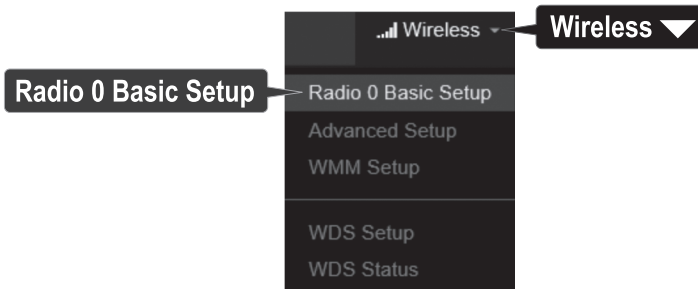 Wireless
Wireless
Radio 0 Basic Setup
Radio 0 Basic Setup
Advanced Setup
WMM Setup
WDS Setup
WDS Status